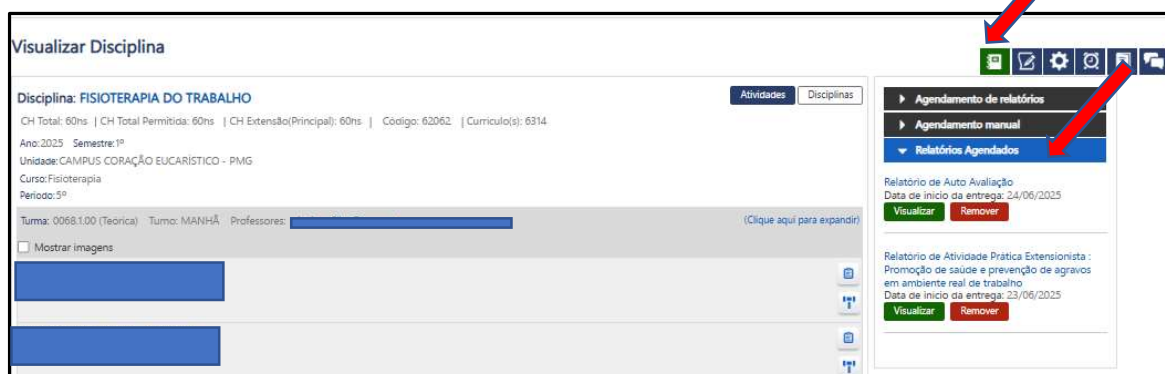 Visualizar Disciplina
Disciplina: FISIOTERAPIA DO TRABALHO
Atividades
Disciplinas
CH Total: 60hs | CH Total Permitida: 60hs | CH Extensão(Principal): 60hs | Código: 62062 | Currículo(s): 6314
Ano:2025 Semestre:1º
Unidade:CAMPUS CORAÇÃO EUCARÍSTICO - PMG
Curso:Fisioterapia
Período:5º
Turma: 0068.1.00 (Teórica) Turno: MANHÃ Professores:
(Clique aqui para expandir)
Mostrar imagens
Agendamento de relatórios
Agendamento manual
Relatórios Agendados
Relatório de Auto Avaliação
Data de inicio da entrega: 24/06/2025
Visualizar
Remover
Relatório de Atividade Prática Extensionista :
Promoção de saúde e prevenção de agravos
em ambiente real de trabalho
Data de inicio da entrega: 23/06/2025
Visualizar
Remover